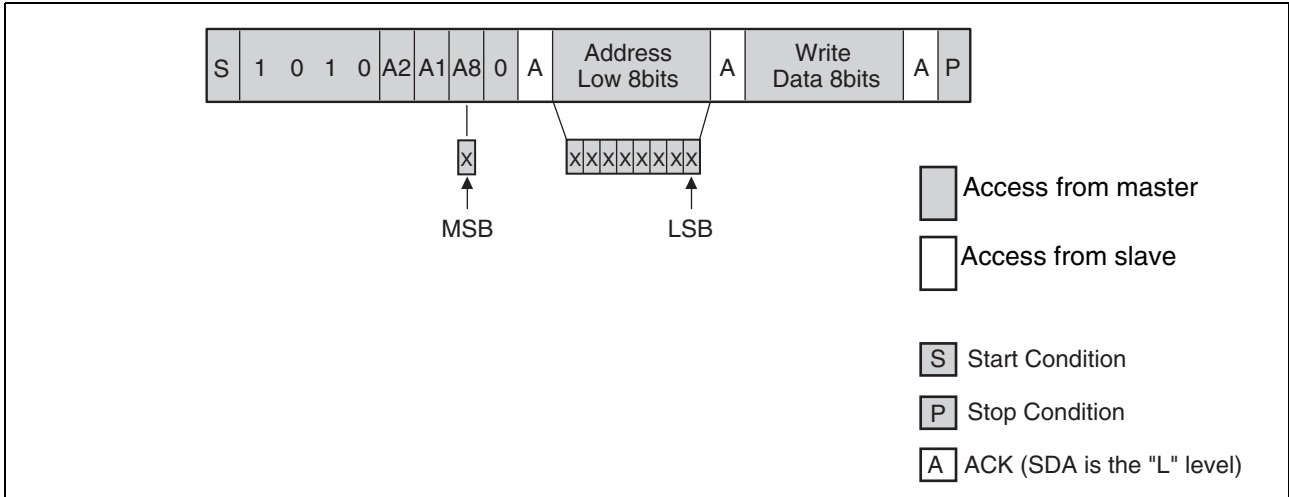 S 1 0 1 0 A2 A1 A8 0 A Address Low 8bits A Write Data 8bits A P
X XXXXXXXX
MSB LSB
Access from master
Access from slave
S Start Condition
P Stop Condition
A ACK (SDA is the "L" level)